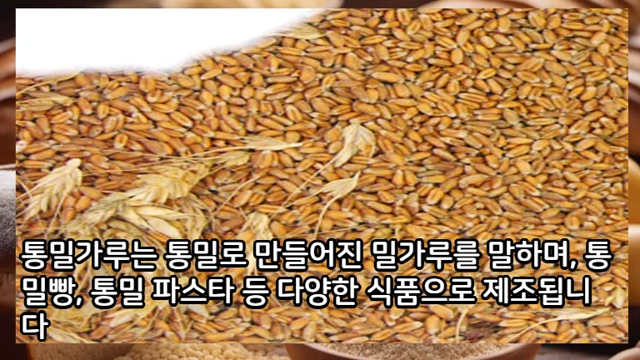 통밀가루는 통밀로 만들어진 밀가루를 말하며, 통
밀빵, 통밀 파스타 등 다양한 식품으로 제조됩니
다